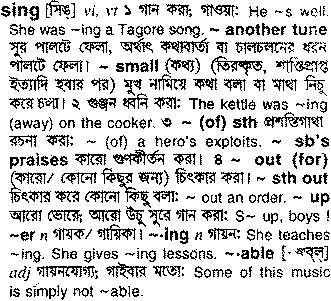 sing [সিঙ] vi, vt ১ গান করা; গাওয়া: He ~s well.
She was ~ing a Tagore song. ~ another tune
সুর পালটে ফেলা, অর্থাৎ কথাবার্তা বা চালচলনের ধরন
পালটে ফেলা। ~ small (কথ্য) (তিরস্কৃত, শাস্তিপ্রাপ্ত
ইত্যাদি হবার পর) মুখ নামিয়ে কথা বলা বা মাথা নিচু
করে চলা। ২ গুঞ্জন ধ্বনি করা: The kettle was ~ing
(away) on the cooker. ৩ ~ (of) sth প্রশস্তিগাথা
রচনা করা: ~ (of) a hero's exploits. ~ sb's
praises কারো গুণকীর্তন করা। ৪ ~ out (for)
(কারো/ কোনো কিছুর জন্য) চিৎকার করা। ~ sth out
চিৎকার করে কোনো কিছু বলা: ~ out an order. ~ up
আরো ভোরে; আরো উঁচু সুরে গান করা: S~ up, boys !
~er n গায়ক/ গায়িকা। ~.ing n গায়ন: She teaches
~ing. She gives ~ing lessons. ~.able [-অব্‌ল্]
adj গায়নযোগ্য; গাইবার মতো: Some of this music
is simply not ~able.